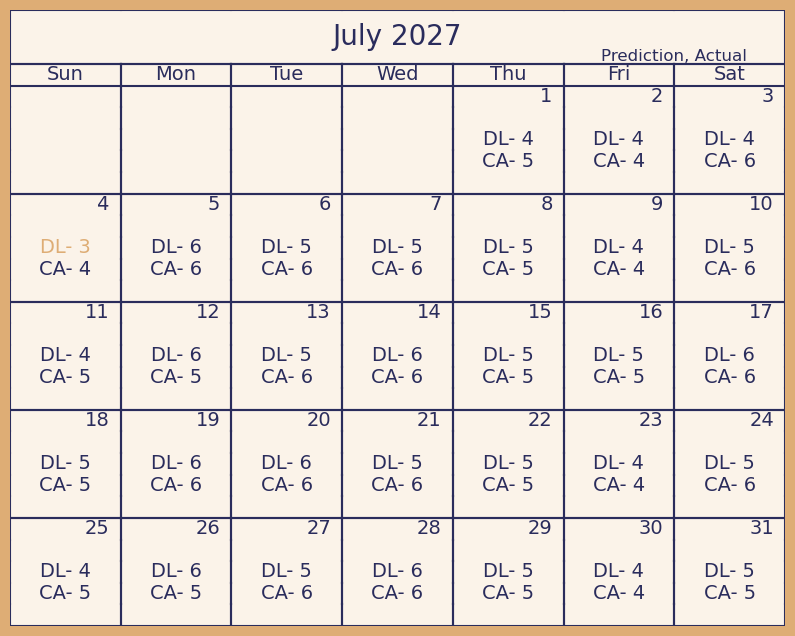 July 2027
Prediction, Actual
Sun Mon Tue Wed Thu Fri Sat
1 2 3
DL- 4 DL- 4 DL- 4
CA- 5 CA- 4 CA- 6
4 5 6 7 8 9 10
DL- 3 DL- 6 DL- 5 DL- 5 DL- 5 DL- 4 DL- 5
CA- 4 CA- 6 CA- 6 CA- 6 CA- 5 CA- 4 CA- 6
11 12 13 14 15 16 17
DL- 4 DL- 6 DL- 5 DL- 6 DL- 5 DL- 5 DL- 6
CA- 5 CA- 5 CA- 6 CA- 6 CA- 5 CA- 5 CA- 6
18 19 20 21 22 23 24
DL- 5 DL- 6 DL- 6 DL- 5 DL- 5 DL- 4 DL- 5
CA- 5 CA- 6 CA- 6 CA- 6 CA- 5 CA- 4 CA- 6
25 26 27 28 29 30 31
DL- 4 DL- 6 DL- 5 DL- 6 DL- 5 DL- 4 DL- 5
CA- 5 CA- 5 CA- 6 CA- 6 CA- 5 CA- 4 CA- 5